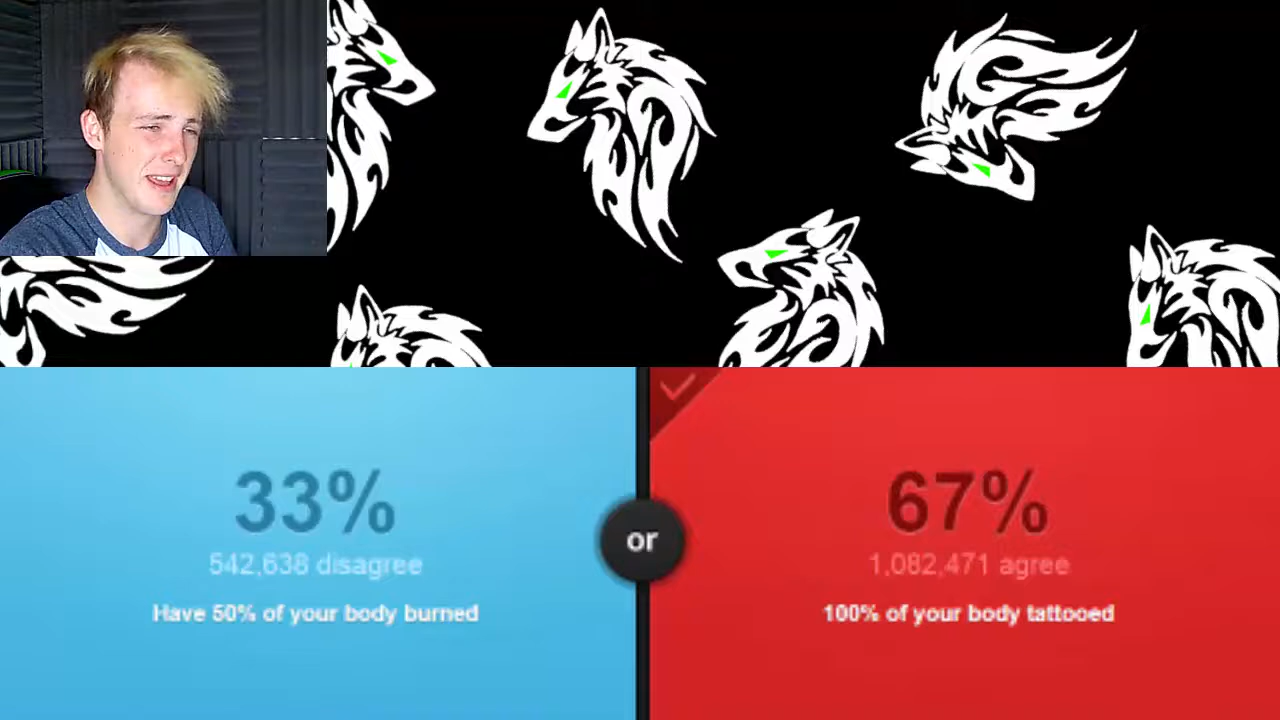 33%
542,638 disagree
Have 50% of your body burned
or
67%
1,082,471 agree
100% of your body tattooed